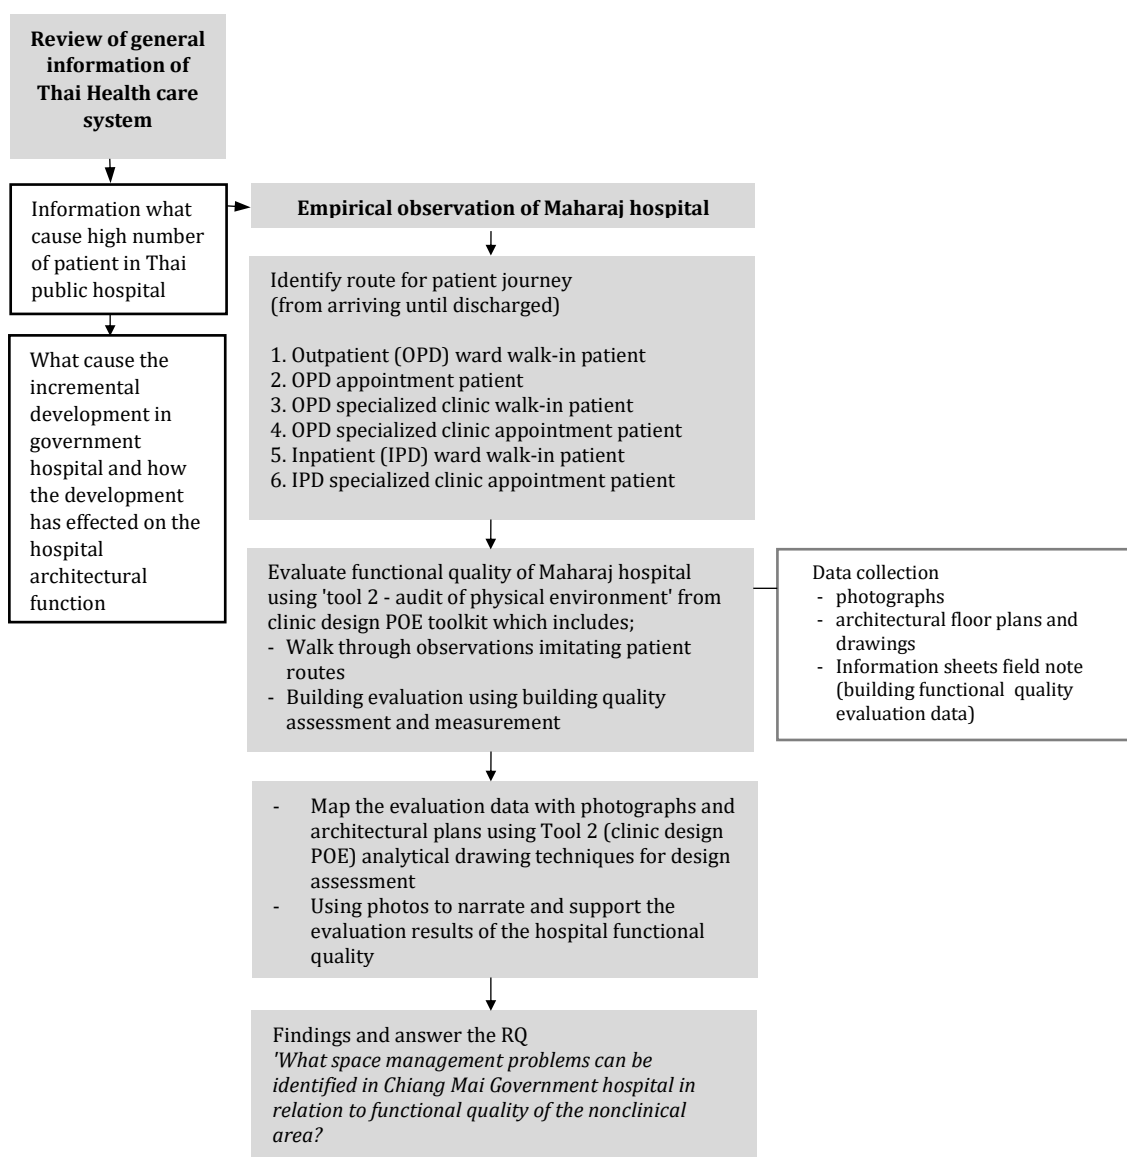 Review of general
information of
Thai Health care
system
Information what
cause high number
of patient in Thai
public hospital
What cause the
incremental
development in
government
hospital and how
the development
has effected on the
hospital
architectural
function
Empirical observation of Maharaj hospital
Identify route for patient journey
(from arriving until discharged)
1. Outpatient (OPD) ward walk-in patient
2. OPD appointment patient
3. OPD specialized clinic walk-in patient
4. OPD specialized clinic appointment patient
5. Inpatient (IPD) ward walk-in patient
6. IPD specialized clinic appointment patient
Evaluate functional quality of Maharaj hospital
using 'tool 2 - audit of physical environment' from
clinic design POE toolkit which includes;
- Walk through observations imitating patient
routes
- Building evaluation using building quality
assessment and measurement
Data collection
- photographs
- architectural floor plans and
drawings
- Information sheets field note
(building functional quality
evaluation data)
- Map the evaluation data with photographs and
architectural plans using Tool 2 (clinic design
POE) analytical drawing techniques for design
assessment
- Using photos to narrate and support the
evaluation results of the hospital functional
quality
Findings and answer the RQ
'What space management problems can be
identified in Chiang Mai Government hospital in
relation to functional quality of the nonclinical
area?